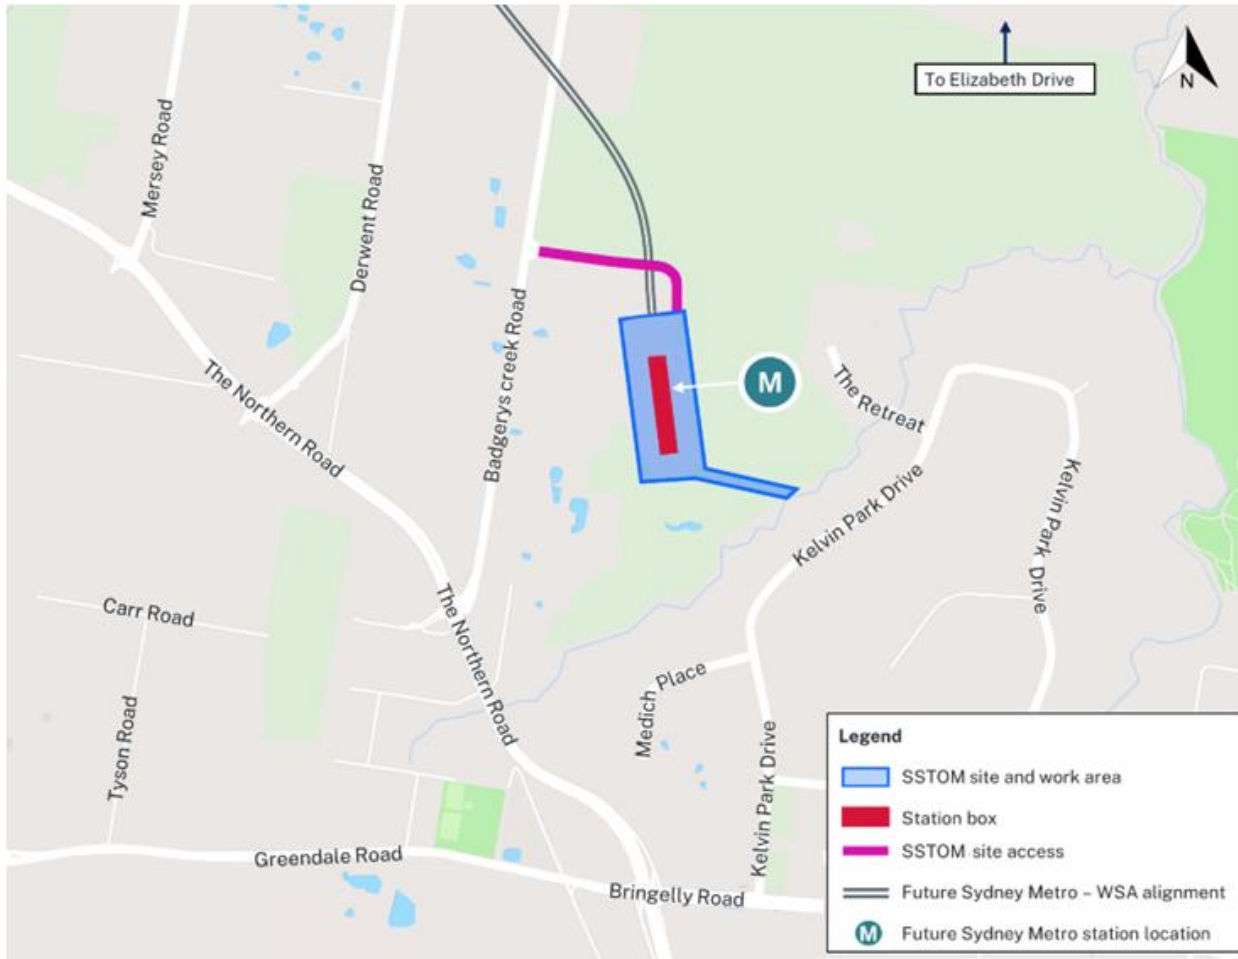 To Elizabeth Drive
N
Mersey Road
Derwent Road
Badgerys creek Road
The Northern Road
M
The Retreat
Kelvin Park Drive
Kelvin Park Drive
Carr Road
The Northern Road
Tyson Road
Medich Place
Kelvin Park Drive
Greendale Road
Bringelly Road
Legend
SSTOM site and work area
Station box
SSTOM site access
Future Sydney Metro – WSA alignment
M Future Sydney Metro station location